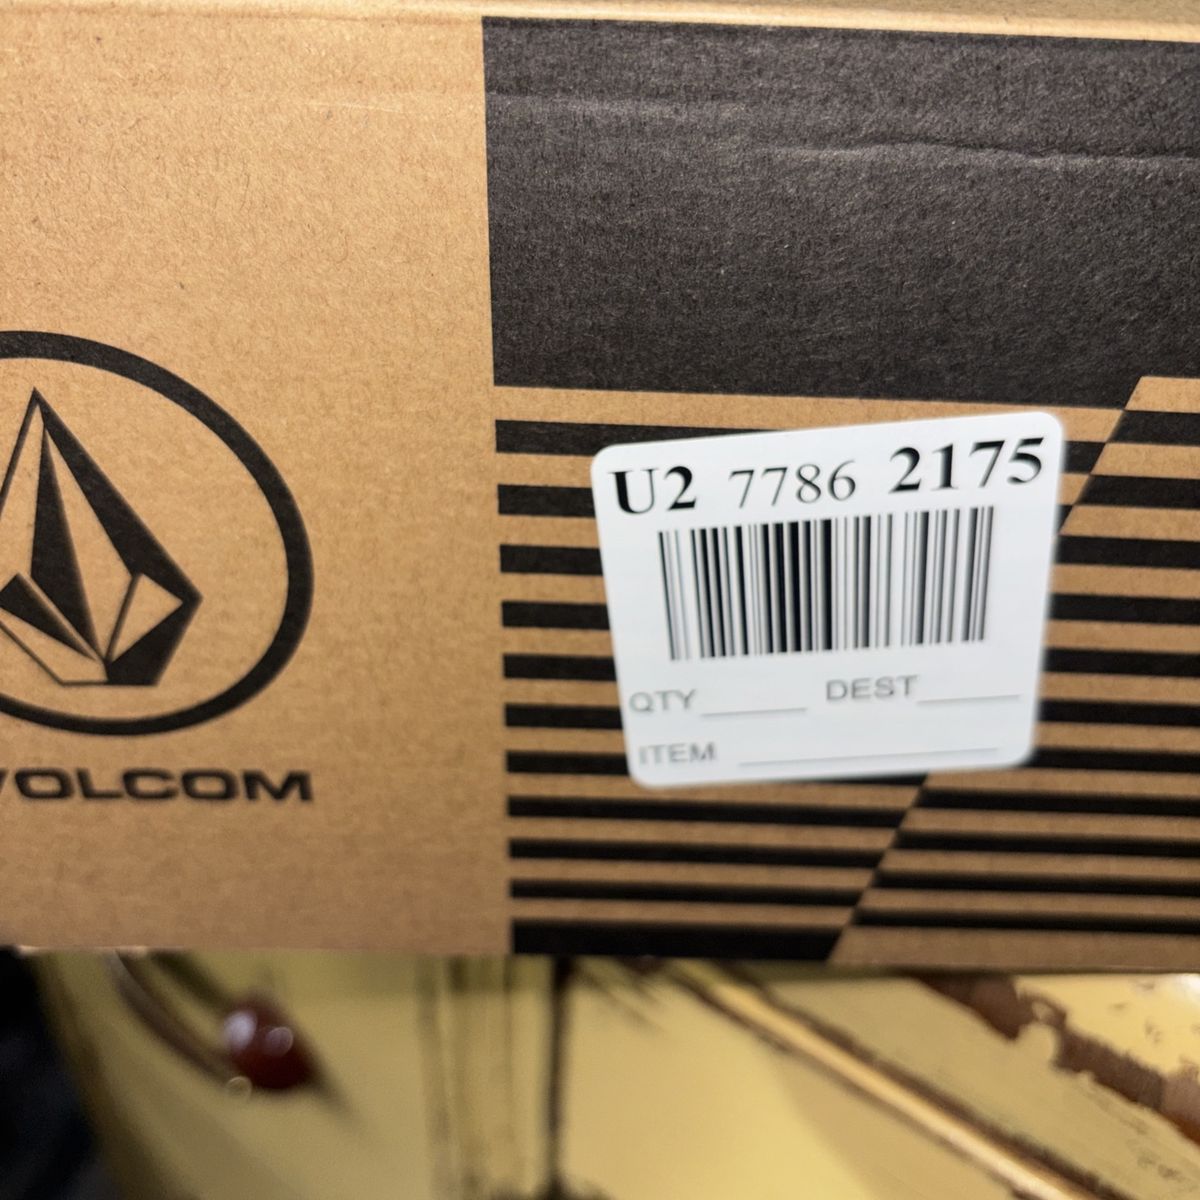 U2 7786 2175
QTY DEST
ITEM
VOLCOM